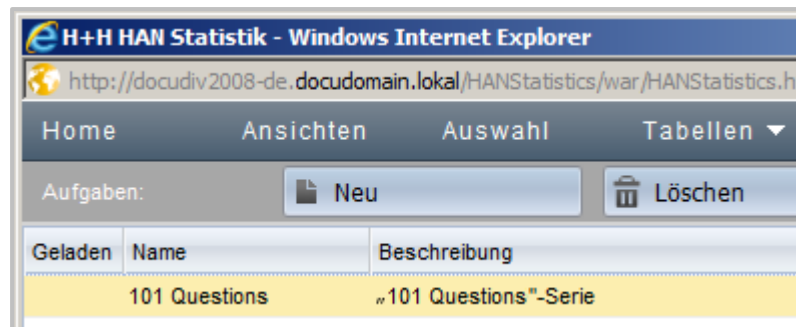 H+H HAN Statistik - Windows Internet Explorer
http://docudiv2008-de.docudomain.lokal/HANStatistics/war/HANStatistics.h
Home Ansichten Auswahl Tabellen
Aufgaben: Neu Löschen
Geladen Name Beschreibung
101 Questions „101 Questions"-Serie